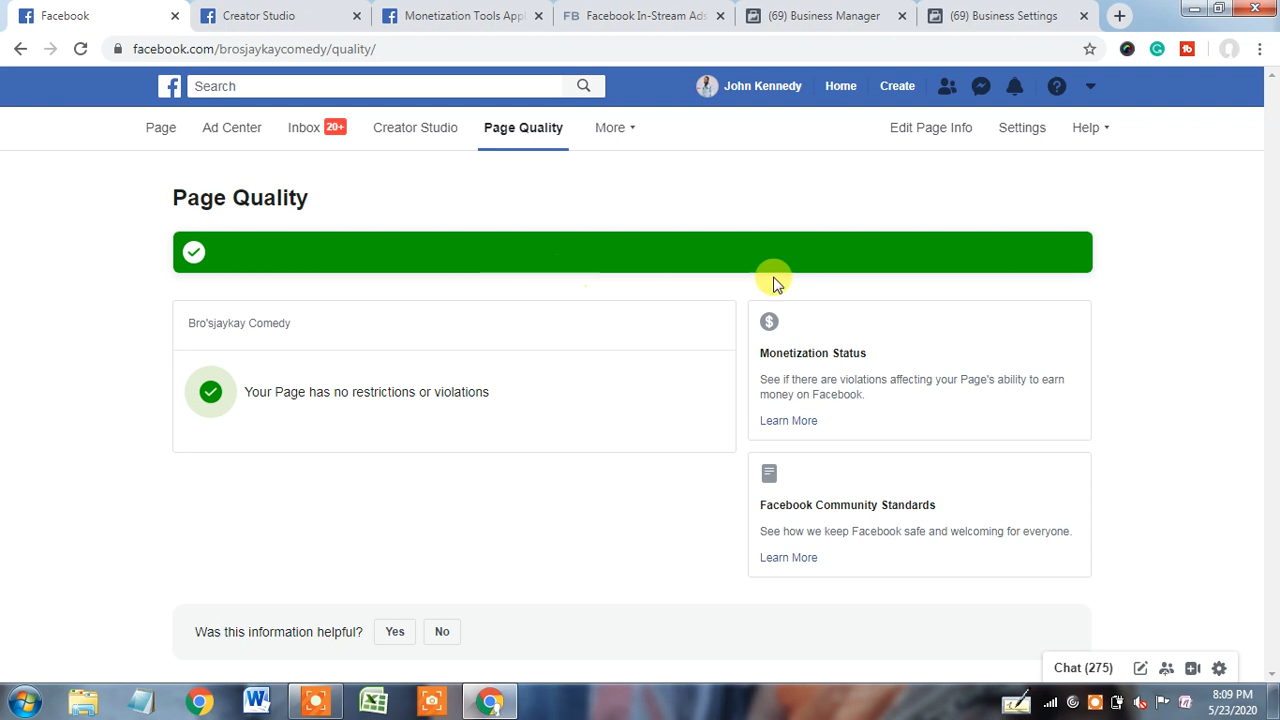 Facebook
Creator Studio
Monetization Tools Appl
FB Facebook In-Stream Ads
(69) Business Manager
(69) Business Settings
facebook.com/brosjaykaycomedy/quality/
Search
John Kennedy
Home
Create
Page
Ad Center
Inbox 20+
Creator Studio
Page Quality
More
Edit Page Info
Settings
Help
Page Quality
Bro'sjaykay Comedy
Your Page has no restrictions or violations
Monetization Status
See if there are violations affecting your Page's ability to earn
money on Facebook.
Learn More
Facebook Community Standards
See how we keep Facebook safe and welcoming for everyone.
Learn More
Was this information helpful?
Yes
No
Chat (275)
8:09 PM
5/23/2020